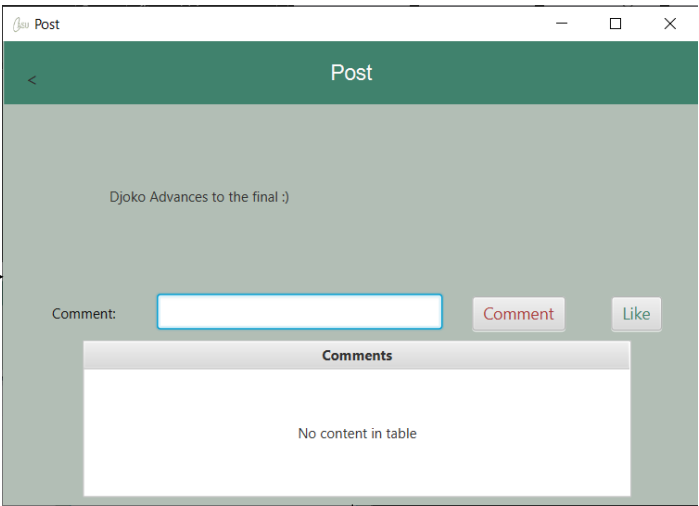 Post
<
Post
Djoko Advances to the final :)
Comment:
Comment
Like
Comments
No content in table